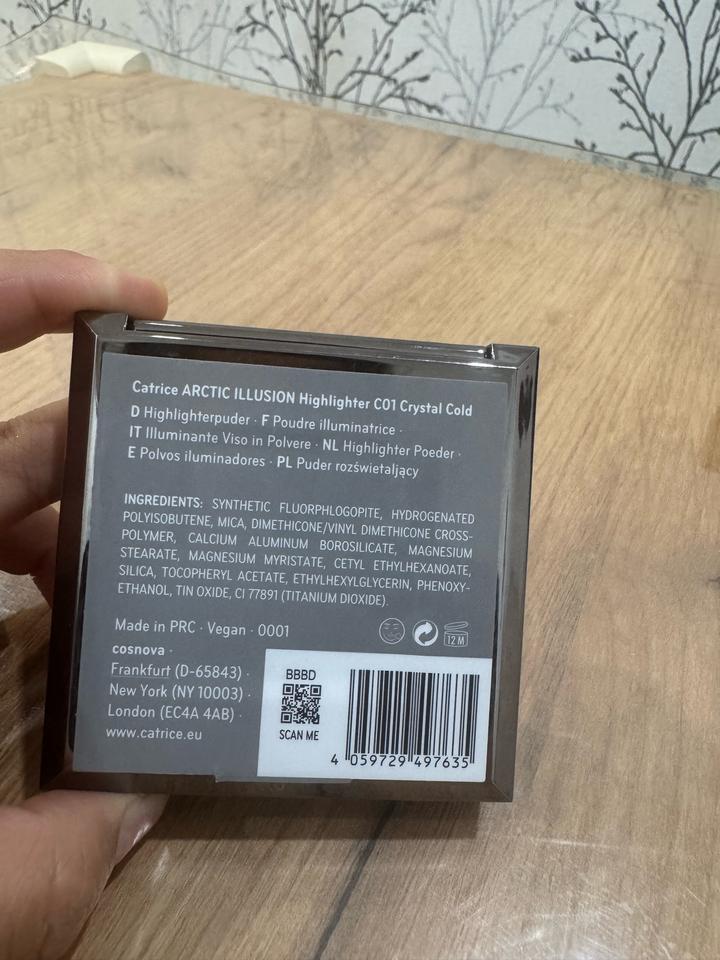 Catrice ARCTIC ILLUSION Highlighter C01 Crystal Cold
D Highlighterpuder · F Poudre illuminatrice ·
IT Illuminante Viso in Polvere · NL Highlighter Poeder ·
E Polvos iluminadores · PL Puder rozświetlający
INGREDIENTS: SYNTHETIC FLUORPHLOGOPITE, HYDROGENATED
POLYISOBUTENE, MICA, DIMETHICONE/VINYL DIMETHICONE CROSS-
POLYMER, CALCIUM ALUMINUM BOROSILICATE, MAGNESIUM
STEARATE, MAGNESIUM MYRISTATE, CETYL ETHYLHEXANOATE,
SILICA, TOCOPHERYL ACETATE, ETHYLHEXYLGLYCERIN, PHENOXY-
ETHANOL, TIN OXIDE, CI 77891 (TITANIUM DIOXIDE).
Made in PRC · Vegan · 0001
12 M
cosnova ·
Frankfurt (D-65843) ·
New York (NY 10003) ·
London (EC4A 4AB) ·
www.catrice.eu
BBBD
SCAN ME
4 059729 497635